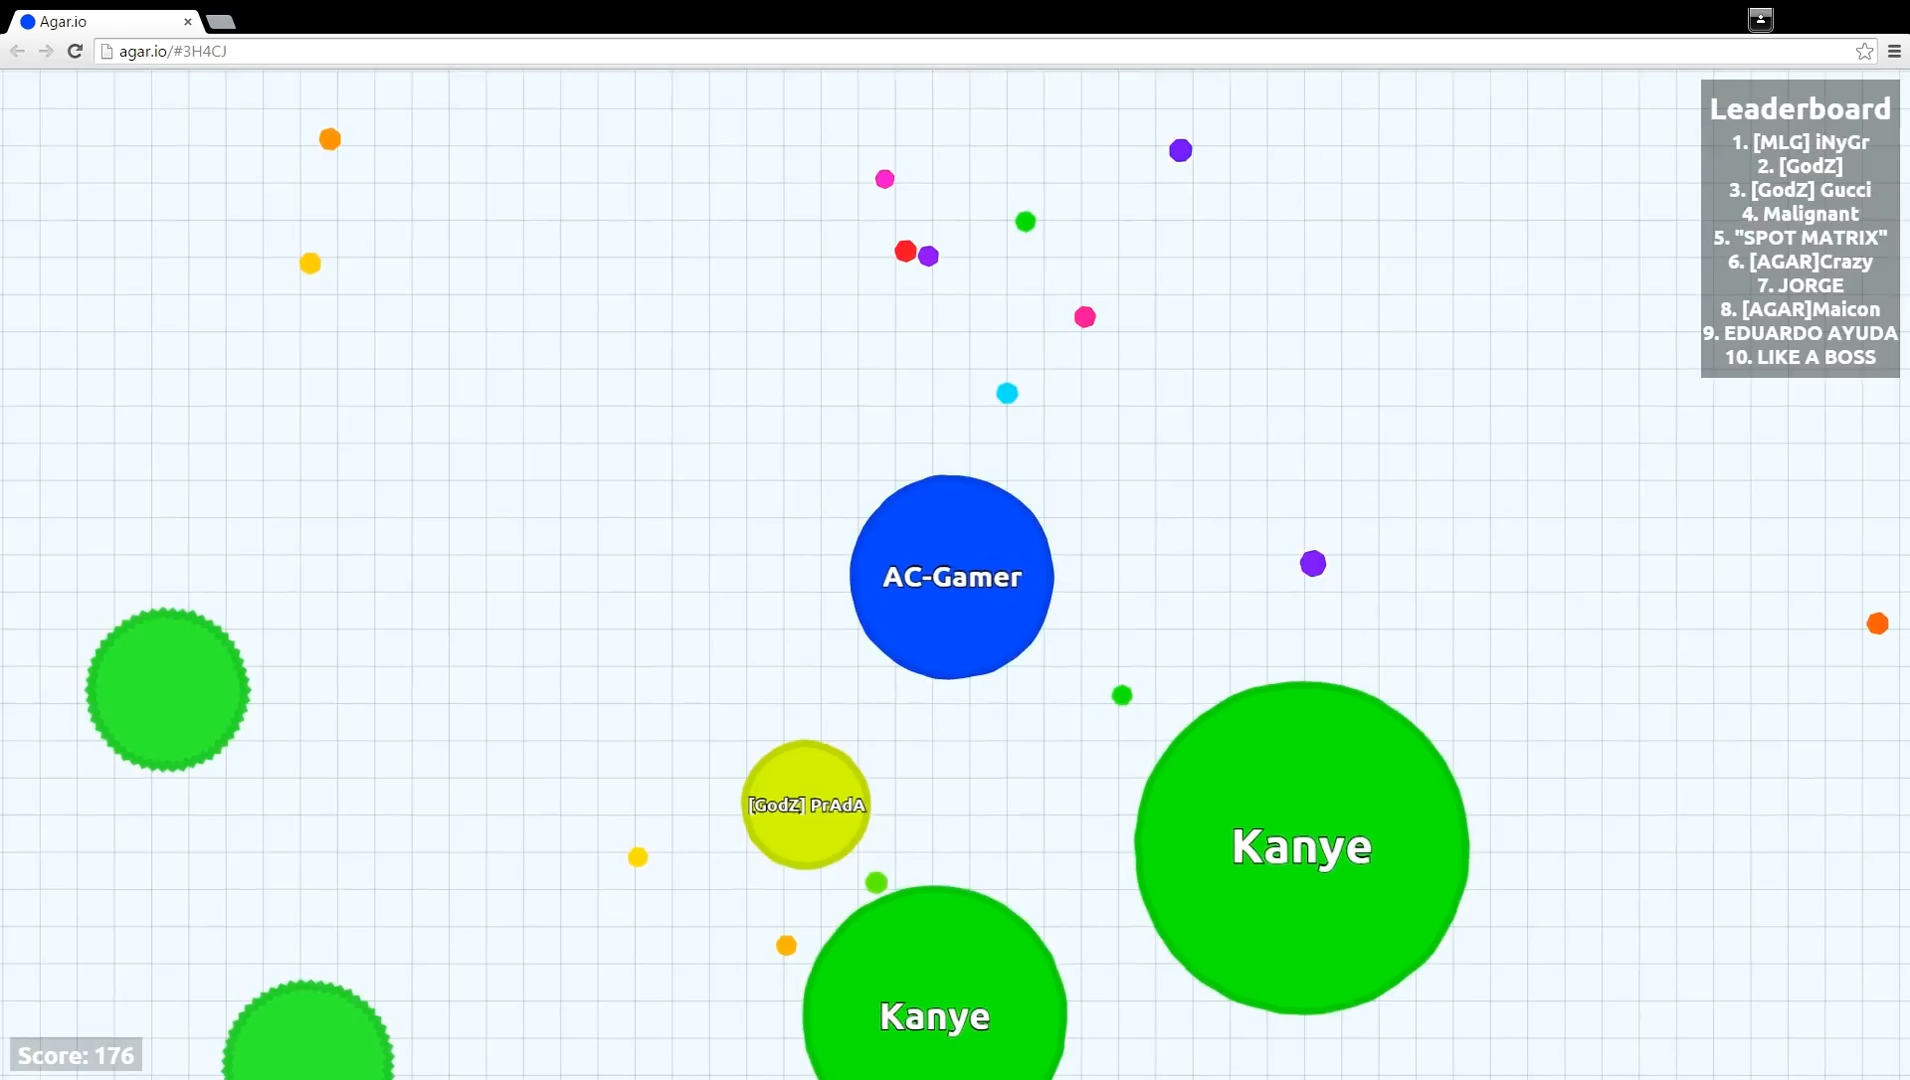 Agar.io
agar.io/#3H4CJ
Leaderboard
1. [MLG] iNyGr
2. [GodZ]
3. [GodZ] Gucci
4. Malignant
5. "SPOT MATRIX"
6. [AGAR]Crazy
7. JORGE
8. [AGAR]Maicon
9. EDUARDO AYUDA
10. LIKE A BOSS
AC-Gamer
[GodZ] PrAdA
Kanye
Kanye
Score: 176